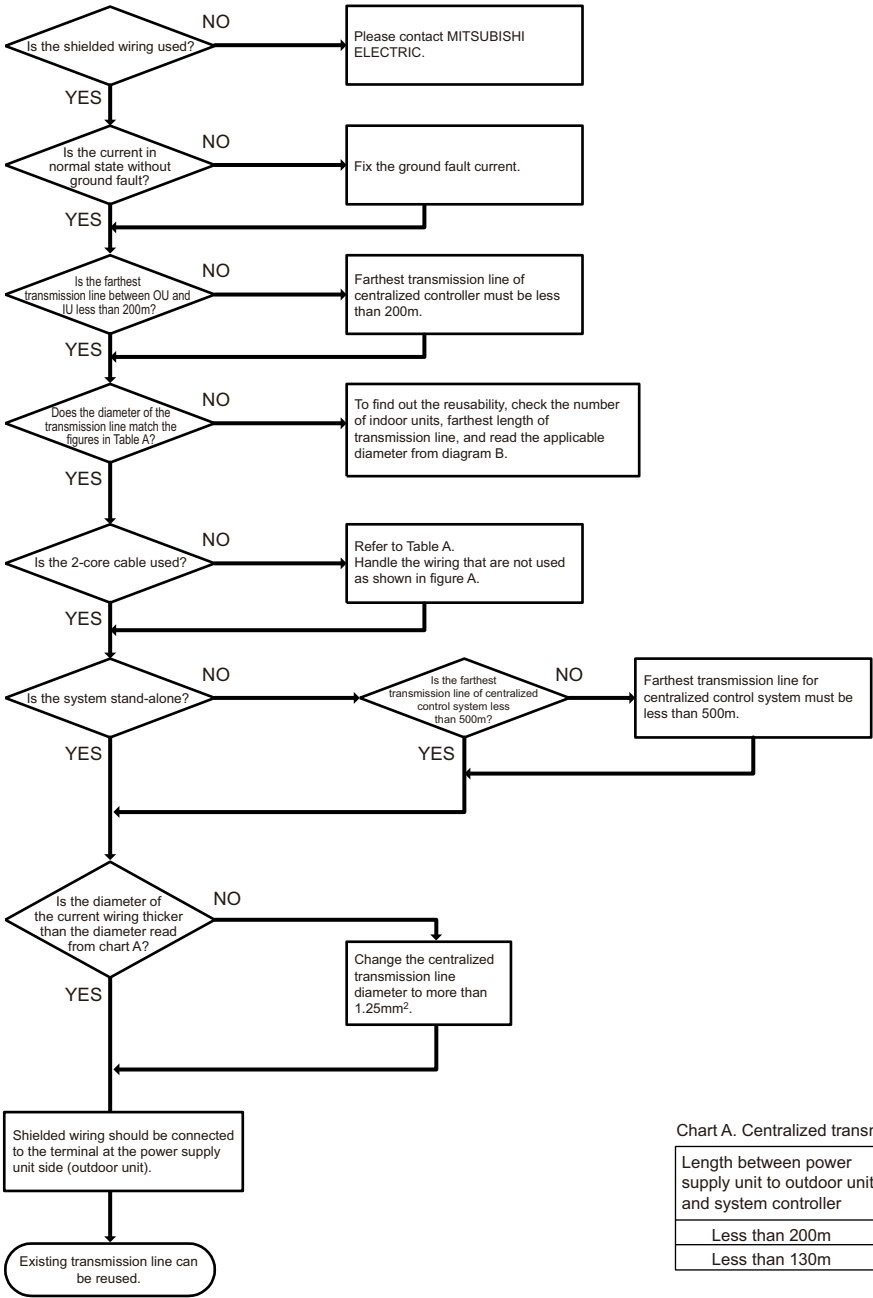 Is the shielded wiring used?
NO
Please contact MITSUBISHI
ELECTRIC.
YES
Is the current in
normal state without
ground fault?
NO
Fix the ground fault current.
YES
Is the farthest
transmission line between OU and
IU less than 200m?
NO
Farthest transmission line of
centralized controller must be less
than 200m.
YES
Does the diameter of the
transmission line match the
figures in Table A?
NO
To find out the reusability, check the number
of indoor units, farthest length of
transmission line, and read the applicable
diameter from diagram B.
YES
Is the 2-core cable used?
NO
Refer to Table A.
Handle the wiring that are not used
as shown in figure A.
YES
Is the system stand-alone?
NO
Is the farthest
transmission line of centralized
control system less
than 500m?
NO
Farthest transmission line for
centralized control system must be
less than 500m.
YES
YES
Is the diameter of
the current wiring thicker
than the diameter read
from chart A?
NO
Change the centralized
transmission line
diameter to more than
1.25mm².
YES
Shielded wiring should be connected
to the terminal at the power supply
unit side (outdoor unit).
Existing transmission line can
be reused.
Chart A. Centralized
Length between power
supply unit to outdoor unit
and system controller
Less than 200m
Less than 130m